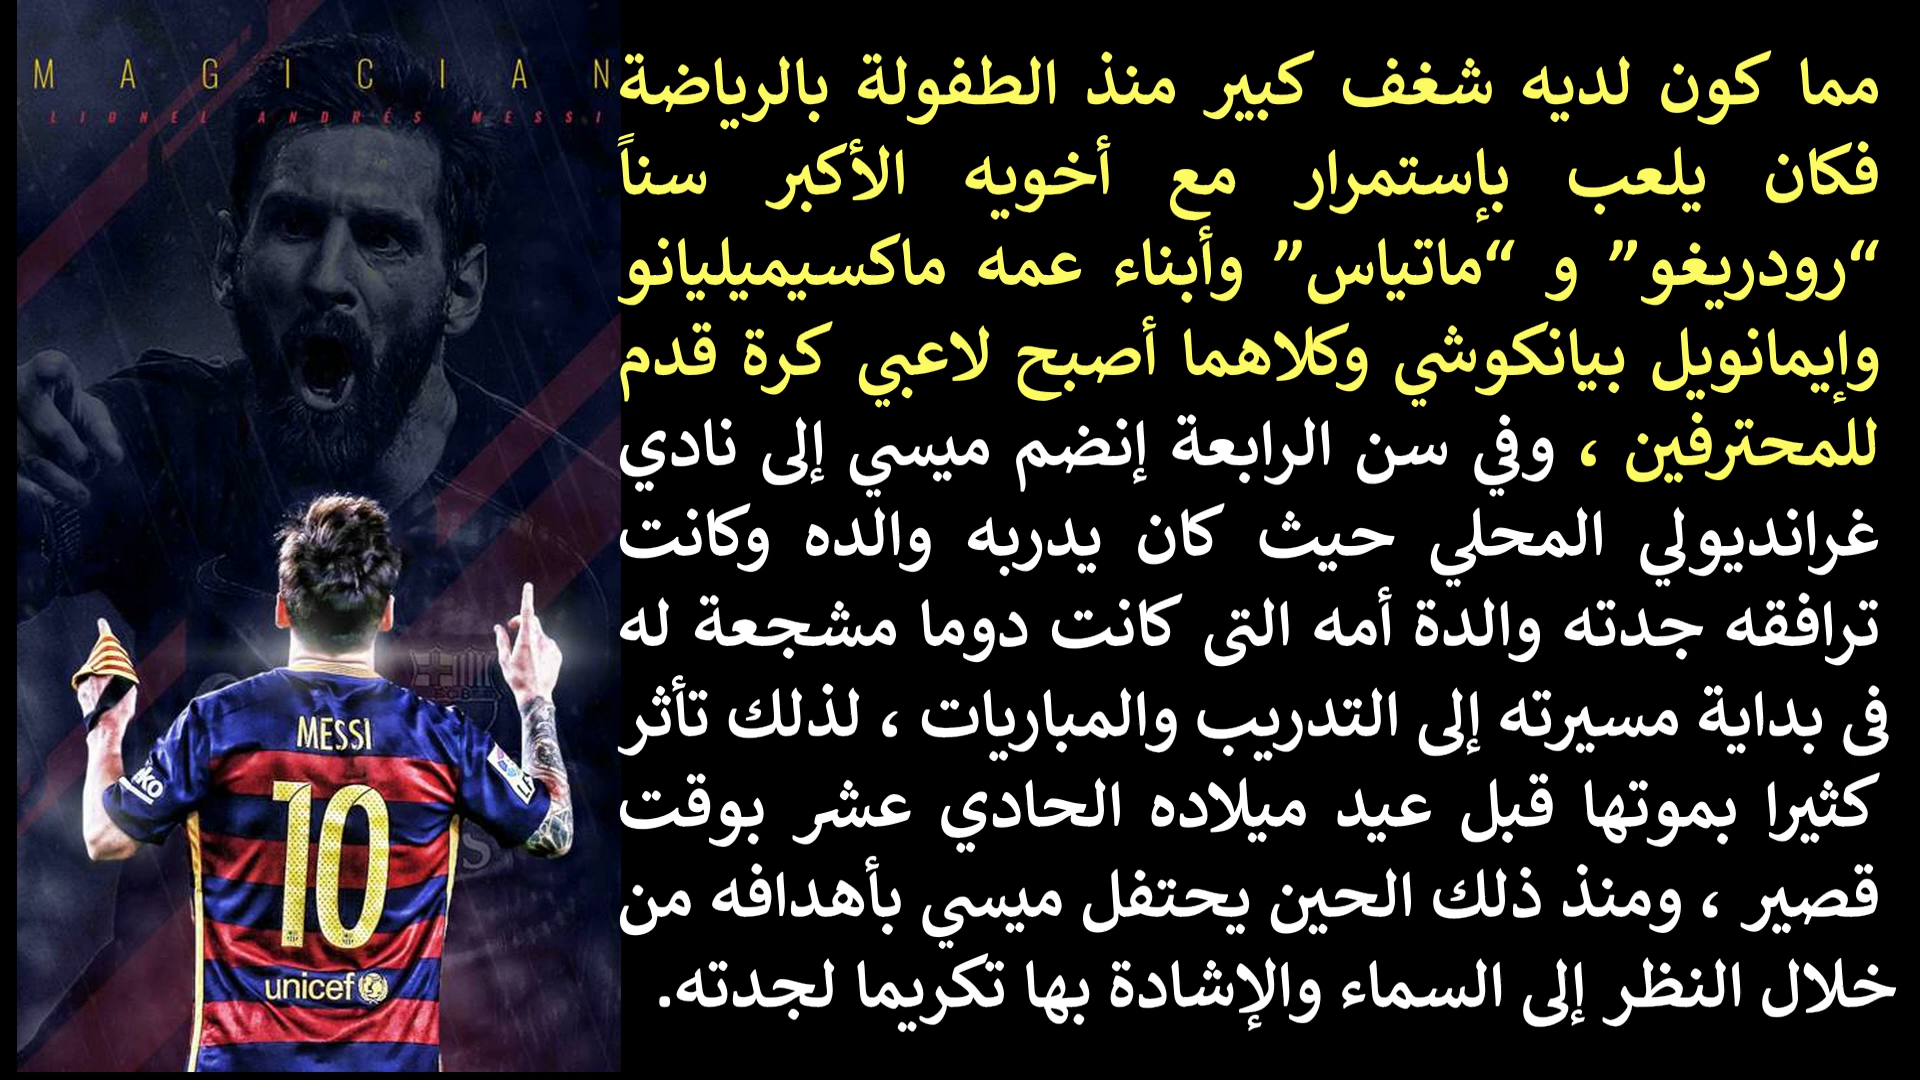 M A G I C I A N
LIONEL ANDRÉS MESSI
MESSI
10
unicef
eko
مما كون لديه شغف كبير منذ الطفولة بالرياضة
فكان يلعب بإستمرار مع أخويه الأكبر سناً
“رودريغو” و “ماتياس” وأبناء عمه ماكسيميليانو
وإيمانويل بيانكوشي وكلاهما أصبح لاعبي كرة قدم
للمحترفين ، وفي سن الرابعة إنضم ميسي إلى نادي
غرانديولي المحلي حيث كان يدربه والده وكانت
ترافقه جدته والدة أمه التى كانت دوما مشجعة له
فى بداية مسيرته إلى التدريب والمباريات ، لذلك تأثر
كثيرا بموتها قبل عيد ميلاده الحادي عشر بوقت
قصير ، ومنذ ذلك الحين يحتفل ميسي بأهدافه من
خلال النظر إلى السماء والإشادة بها تكريما لجدته.